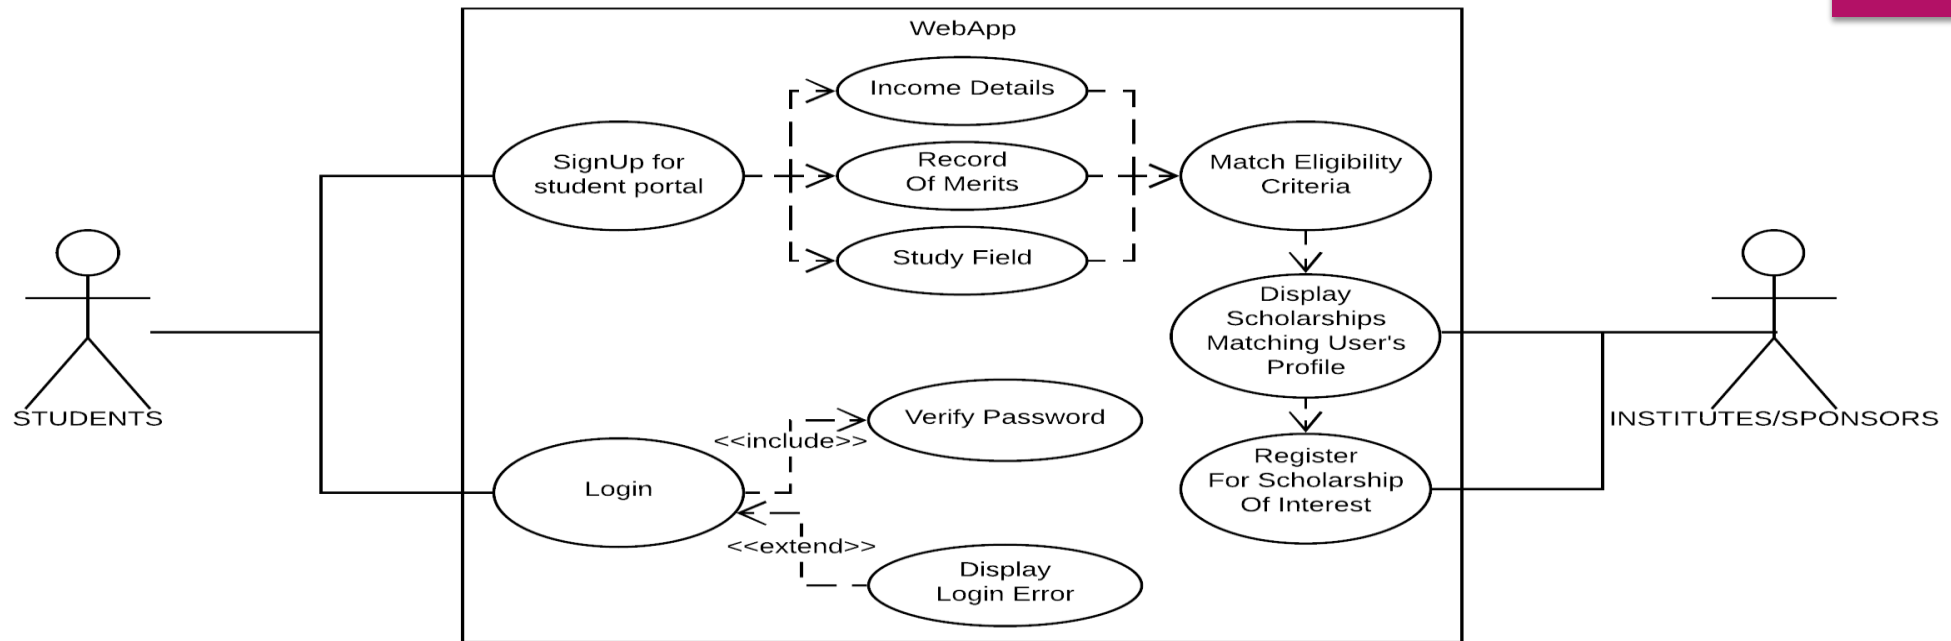 WebApp
Income Details
SignUp for
student portal
Record
Of Merits
Match Eligibility
Criteria
Study Field
Display
Scholarships
Matching User's
Profile
STUDENTS
INSTITUTES/SPONSORS
Verify Password
<<include>>
Login
Register
For Scholarship
Of Interest
<<extend>>
Display
Login Error